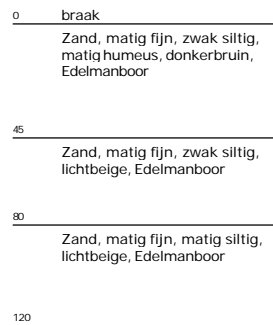 0 braak
Zand, matig fijn, zwak siltig,
matig humeus, donkerbruin,
Edelmanboor
45
Zand, matig fijn, zwak siltig,
lichtbeige, Edelmanboor
80
Zand, matig fijn, matig siltig,
lichtbeige, Edelmanboor
120